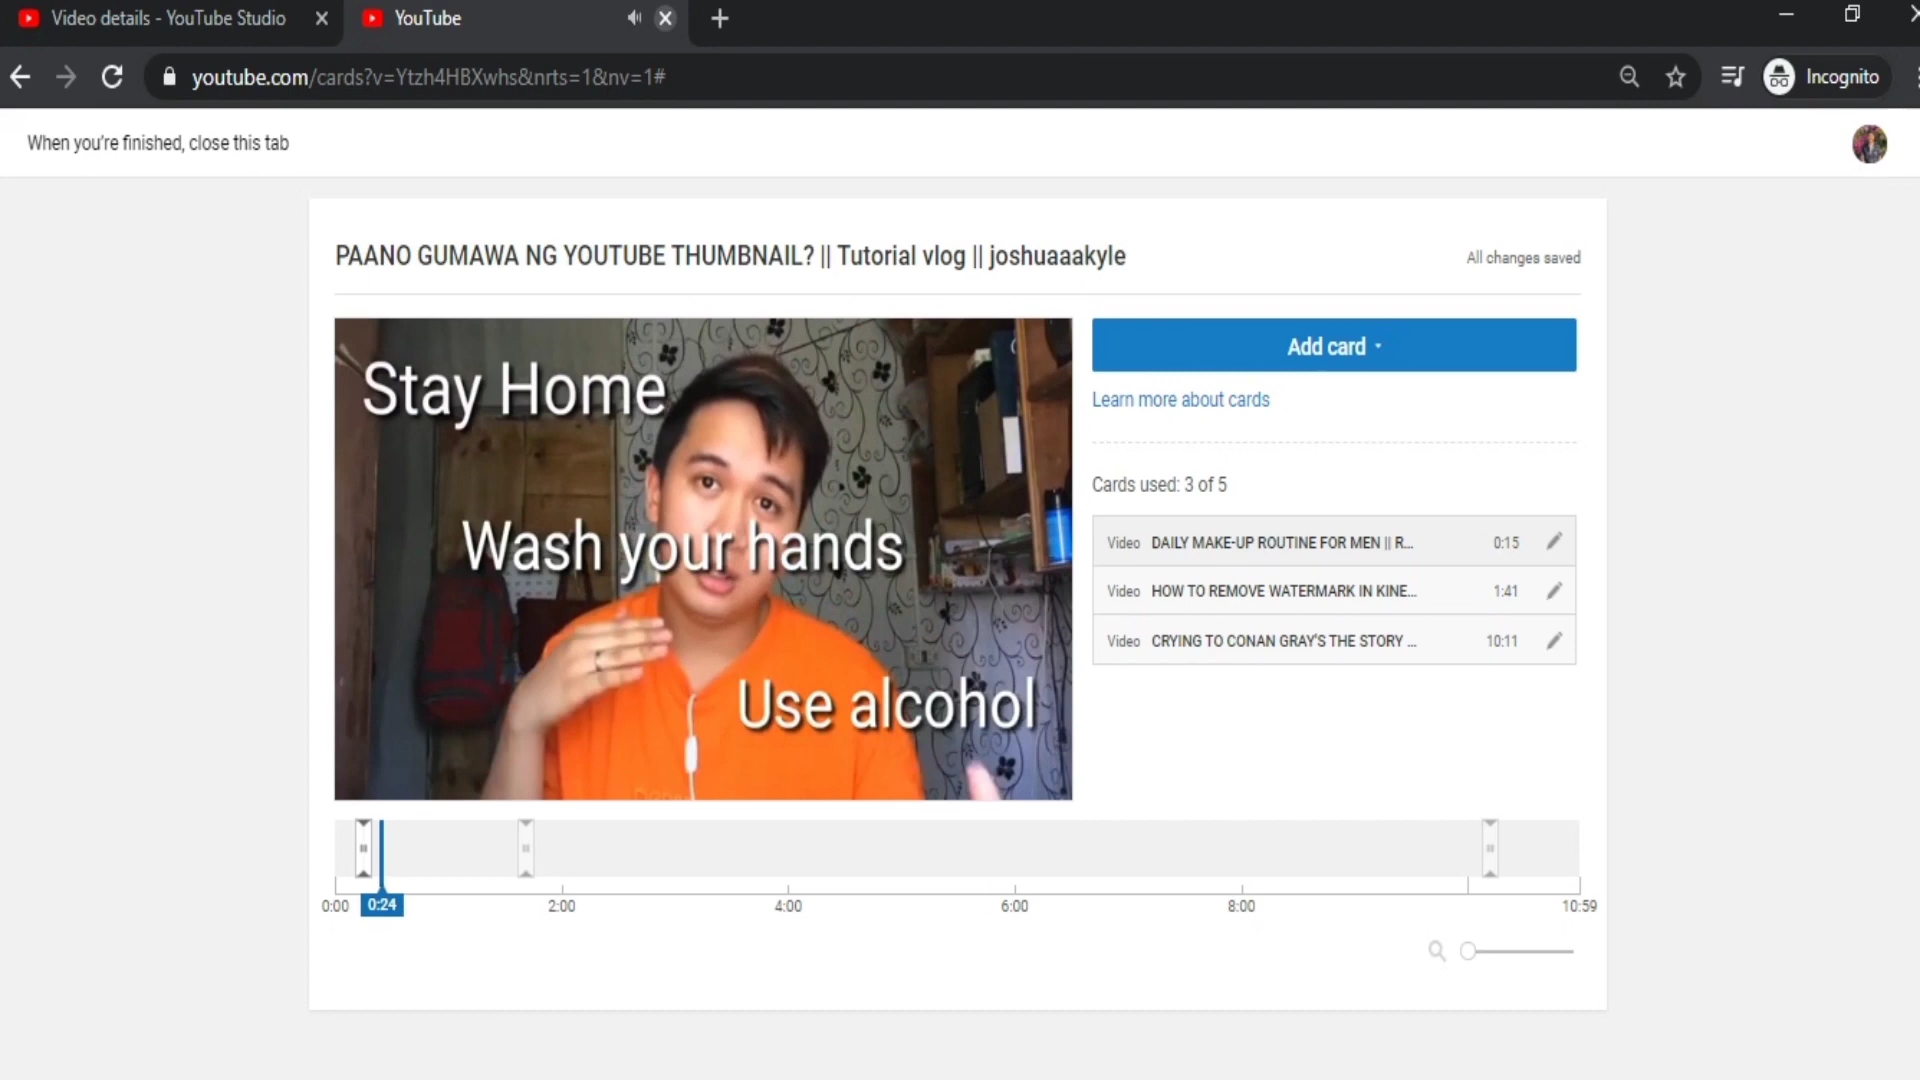 Video details - YouTube Studio
YouTube
youtube.com/cards?v=Ytzh4HBXwhs&nrts=1&nv=1#
Incognito
When you're finished, close this tab
PAANO GUMAWA NG YOUTUBE THUMBNAIL? || Tutorial vlog || joshuaaakyle
All changes saved
Stay Home
Wash your hands
Use alcohol
Add card
Learn more about cards
Cards used: 3 of 5
Video DAILY MAKE-UP ROUTINE FOR MEN || R... 0:15
Video HOW TO REMOVE WATERMARK IN KINE... 1:41
Video CRYING TO CONAN GRAY'S THE STORY ... 10:11
0:00 0:24 2:00 4:00 6:00 8:00 10:59